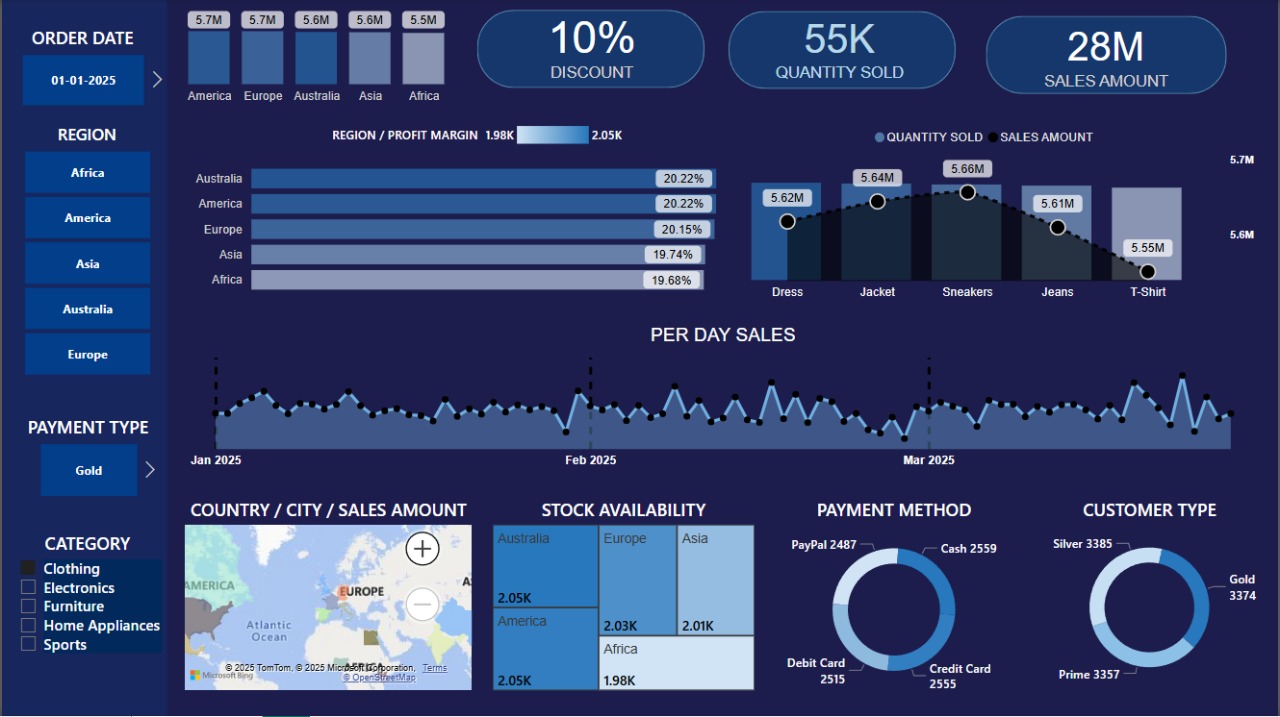 ORDER DATE
01-01-2025
REGION
Africa
America
Asia
Australia
Europe
PAYMENT TYPE
Gold
CATEGORY
Clothing
Electronics
Furniture
Home Appliances
Sports
5.7M 5.7M 5.6M 5.6M 5.5M
America Europe Australia Asia Africa
10%
DISCOUNT
55K
QUANTITY SOLD
28M
SALES AMOUNT
REGION / PROFIT MARGIN 1.98K 2.05K
Australia 20.22%
America 20.22%
Europe 20.15%
Asia 19.74%
Africa 19.68%
QUANTITY SOLD SALES AMOUNT
5.7M
5.6M
5.62M 5.64M 5.66M 5.61M 5.55M
Dress Jacket Sneakers Jeans T-Shirt
PER DAY SALES
Jan 2025 Feb 2025 Mar 2025
COUNTRY / CITY / SALES AMOUNT
AMERICA
EUROPE
Atlantic
Ocean
AFRICA
A
© 2025 TomTom, © 2025 Microsoft Corporation, Terms
© OpenStreetMap
Microsoft Bing
STOCK AVAILABILITY
Australia
2.05K
America
2.05K
Europe
2.03K
Asia
2.01K
Africa
1.98K
PAYMENT METHOD
PayPal 2487
Cash 2559
Debit Card
2515
Credit Card
2555
CUSTOMER TYPE
Silver 3385
Gold
3374
Prime 3357